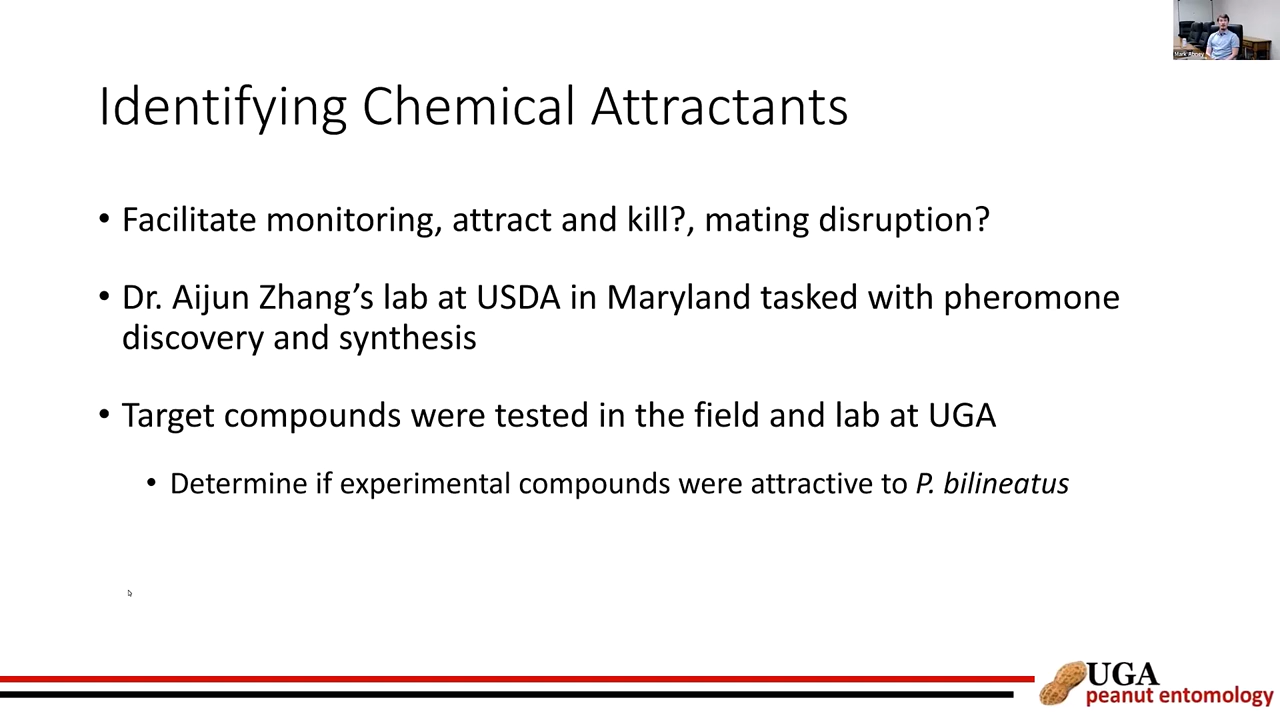 Mark Abney
Identifying Chemical Attractants
• Facilitate monitoring, attract and kill?, mating disruption?
• Dr. Aijun Zhang’s lab at USDA in Maryland tasked with pheromone
discovery and synthesis
• Target compounds were tested in the field and lab at UGA
• Determine if experimental compounds were attractive to P. bilineatus
UGA
peanut entomology